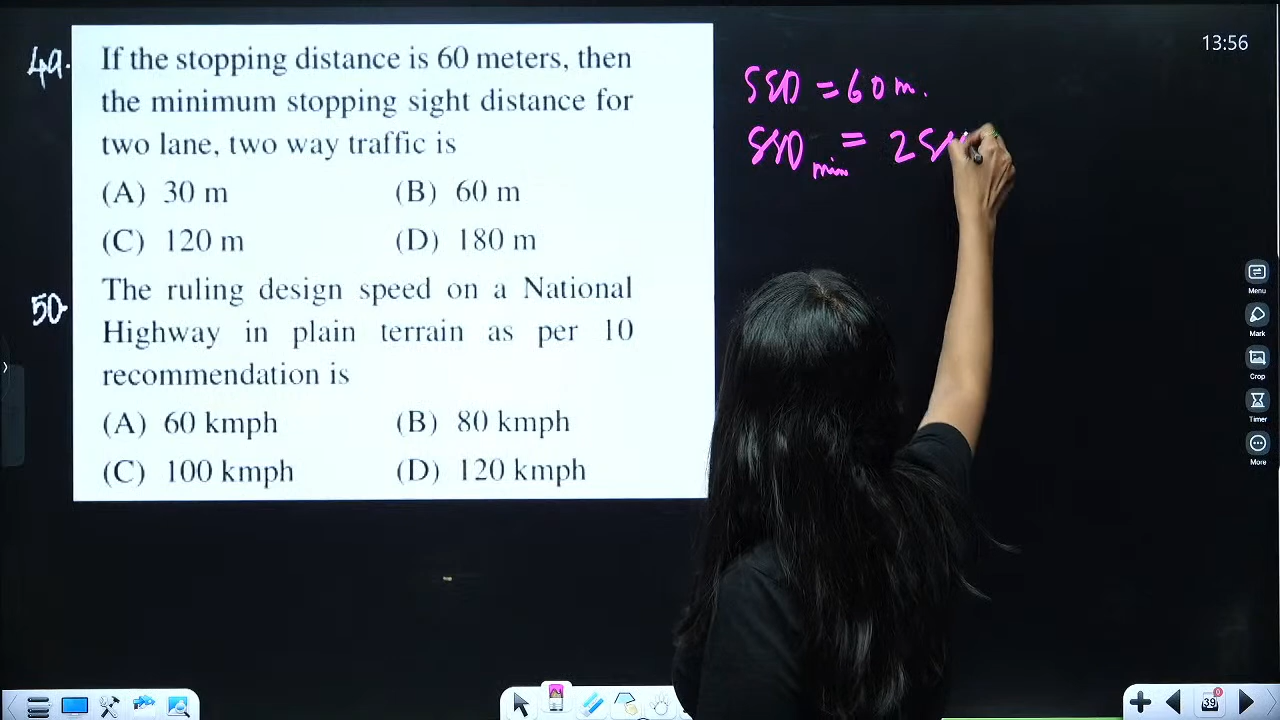 13:56
49.
If the stopping distance is 60 meters, then
the minimum stopping sight distance for
two lane, two way traffic is
(A) 30 m (B) 60 m
(C) 120 m (D) 180 m
50.
The ruling design speed on a National
Highway in plain terrain as per 10
recommendation is
(A) 60 kmph (B) 80 kmph
(C) 100 kmph (D) 120 kmph
SSD = 60 m.
SSD min = 2
Menu
Mark
Crop
Timer
More
39
0